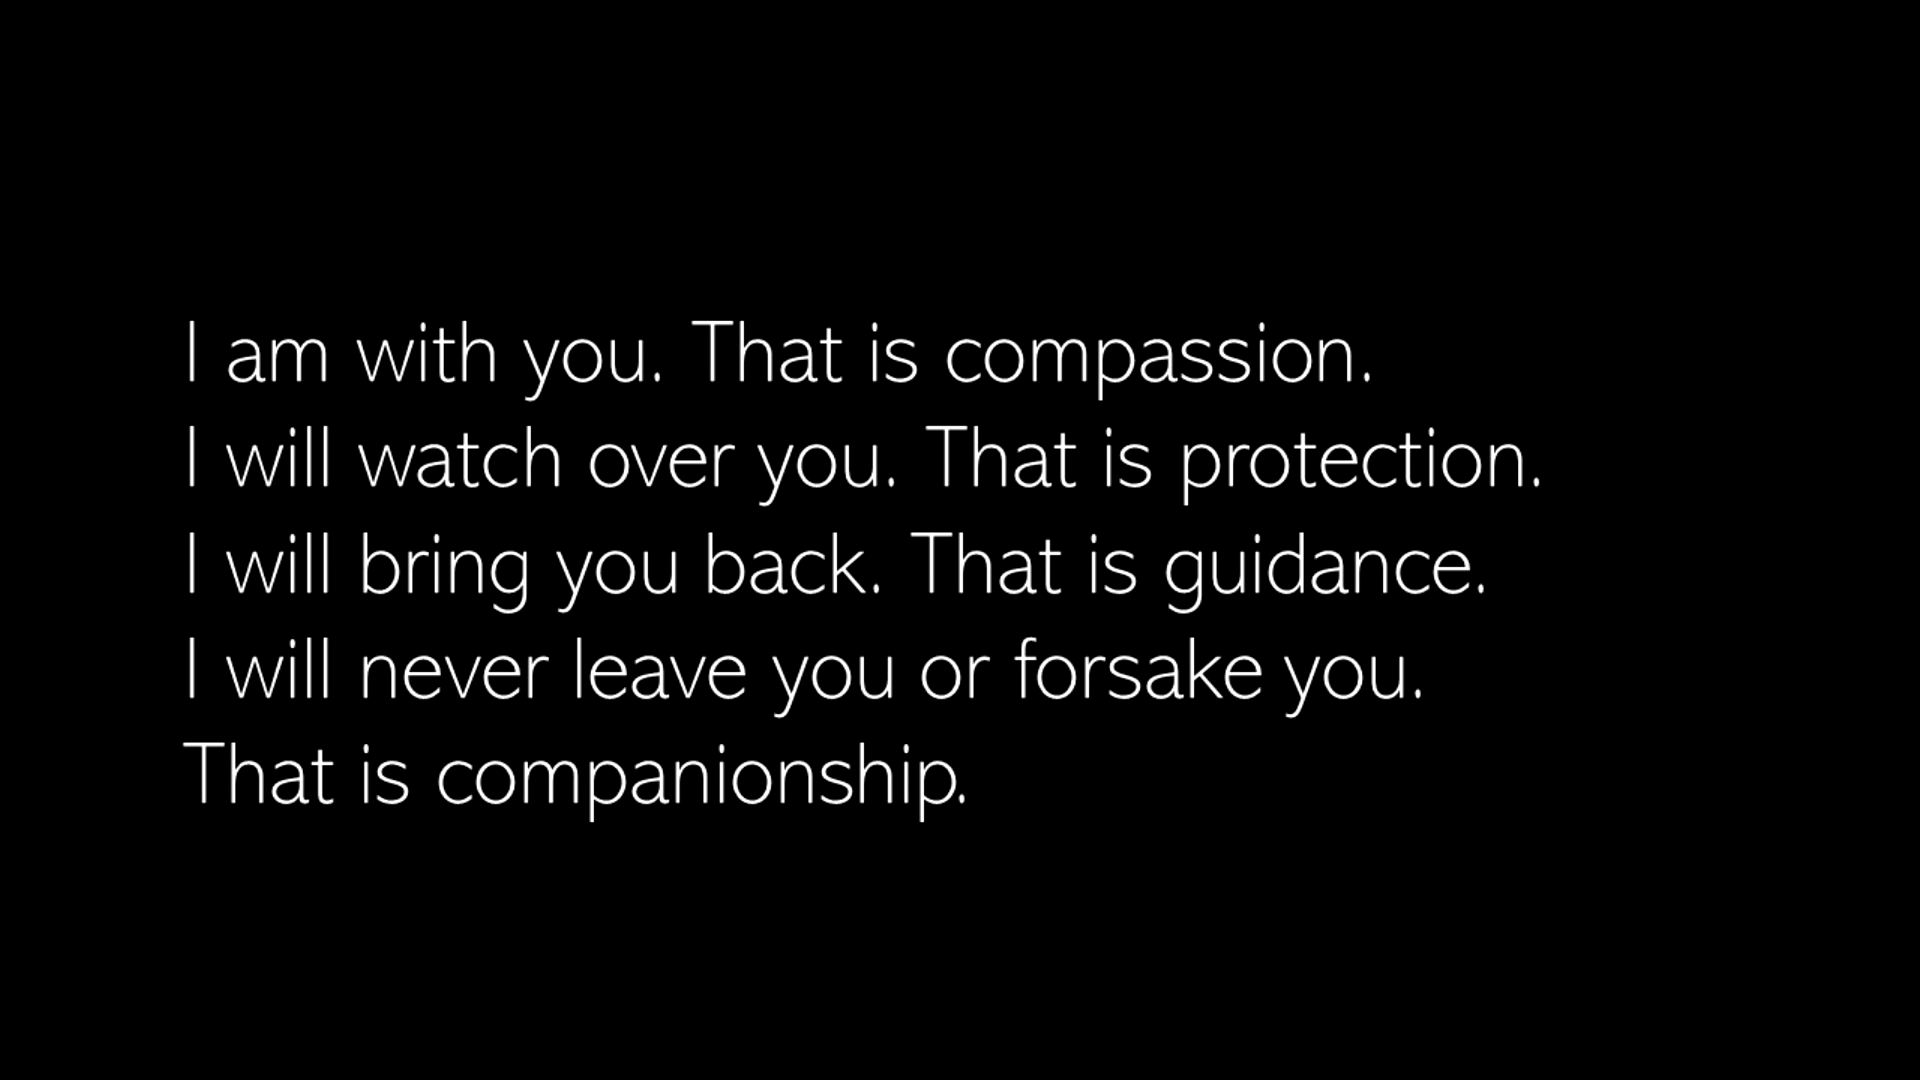 I am with you. That is compassion.
I will watch over you. That is protection.
I will bring you back. That is guidance.
I will never leave you or forsake you.
That is companionship.